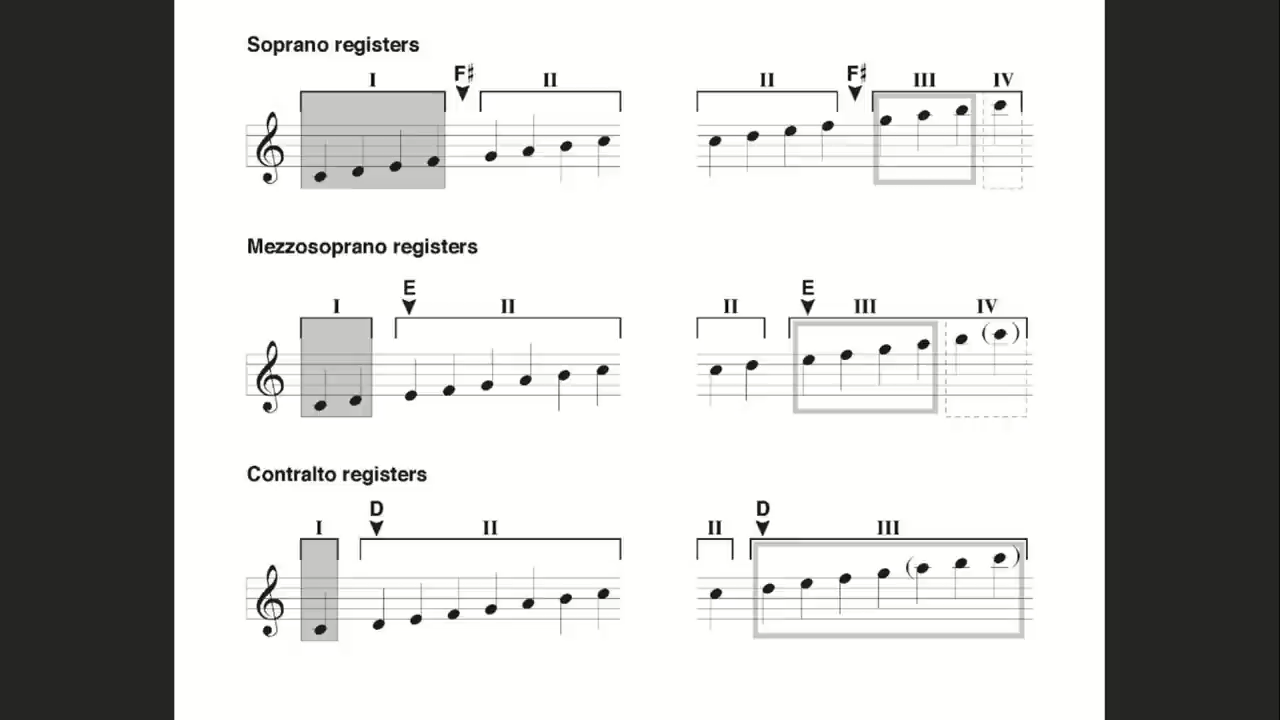 Soprano registers
I F♯ II II F♯ III IV
Mezzosoprano registers
E E
I II II III IV
( )
Contralto registers
D D
I II II III
( )